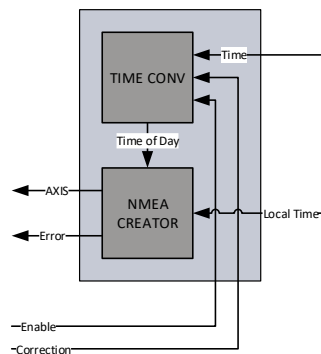 Time
TIME CONV
Time of Day
AXIS
NMEA
CREATOR
Local Time
Error
Enable
Correction